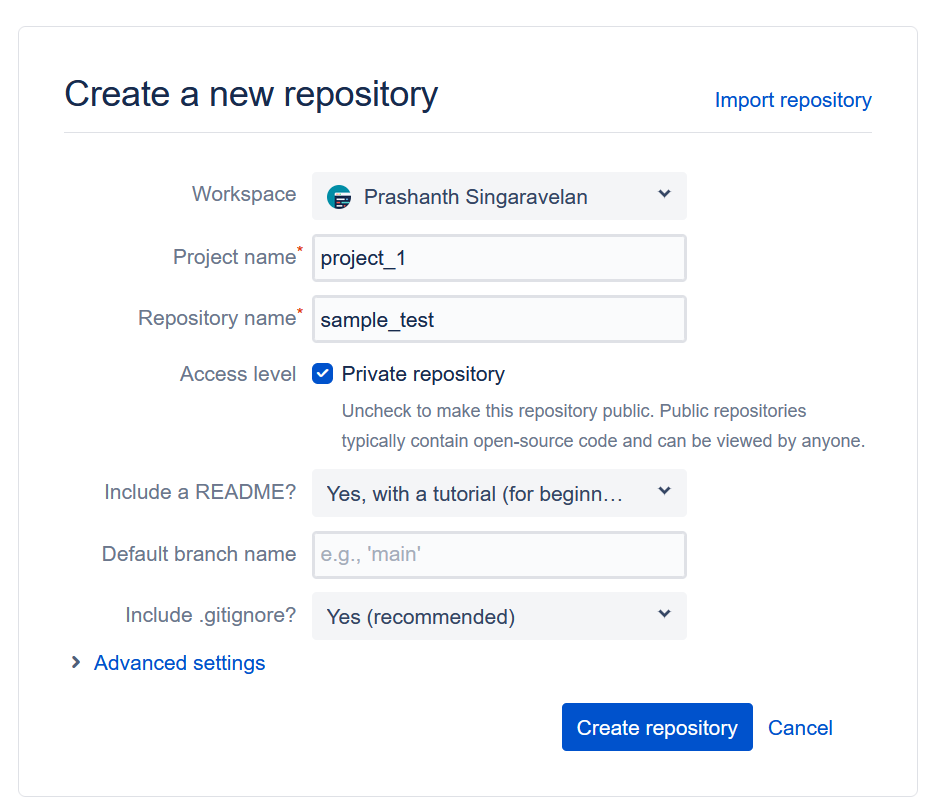 Create a new repository
Import repository
Workspace
Prashanth Singaravelan
Project name*
project_1
Repository name*
sample_test
Access level
Private repository
Uncheck to make this repository public. Public repositories
typically contain open-source code and can be viewed by anyone.
Include a README?
Yes, with a tutorial (for beginn…
Default branch name
e.g., 'main'
Include .gitignore?
Yes (recommended)
Advanced settings
Create repository
Cancel